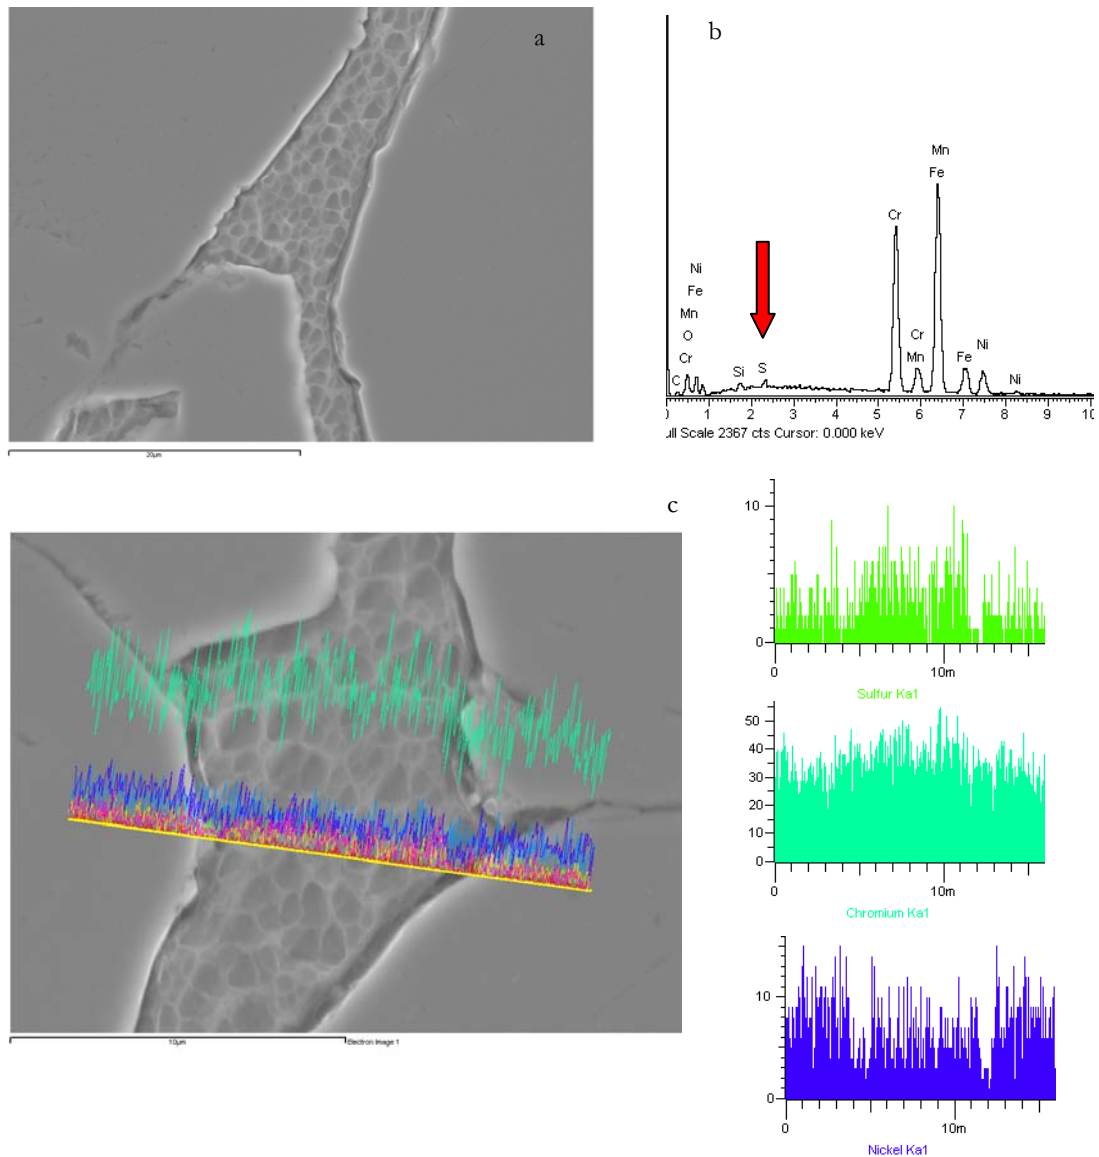 a
20µm
b
Mn
Fe
Cr
Ni
Fe
Mn
O
Cr
C
Si
S
Cr
Mn
Fe
Ni
Ni
0 1 2 3 4 5 6 7 8 9 10
ull Scale 2367 cts Cursor: 0.000 keV
c
10µm
Electron Image 1
10
0
0 10m
Sulfur Ka1
50
40
30
20
10
0
0 10m
Chromium Ka1
10
0
0 10m
Nickel Ka1